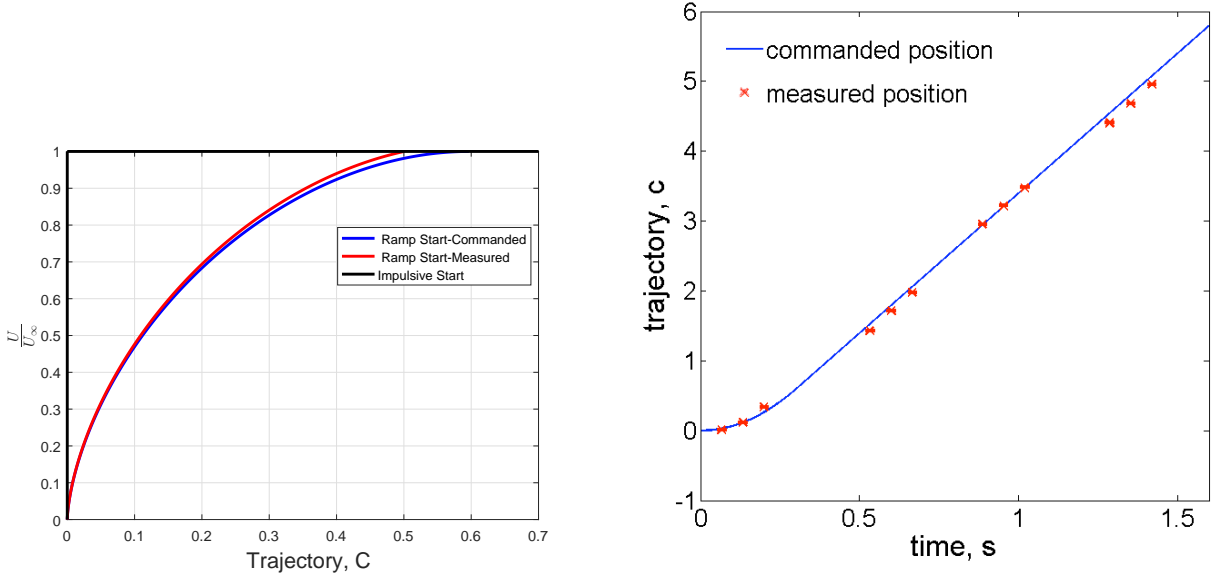 1
0.9
0.8
0.7
0.6
0.5
0.4
0.3
0.2
0.1
0
U
U∞
Ramp Start-Commanded
Ramp Start-Measured
Impulsive Start
0 0.1 0.2 0.3 0.4 0.5 0.6 0.7
Trajectory, C
6
5
4
3
2
1
0
-1
trajectory, c
commanded position
measured position
0 0.5 1 1.5
time, s